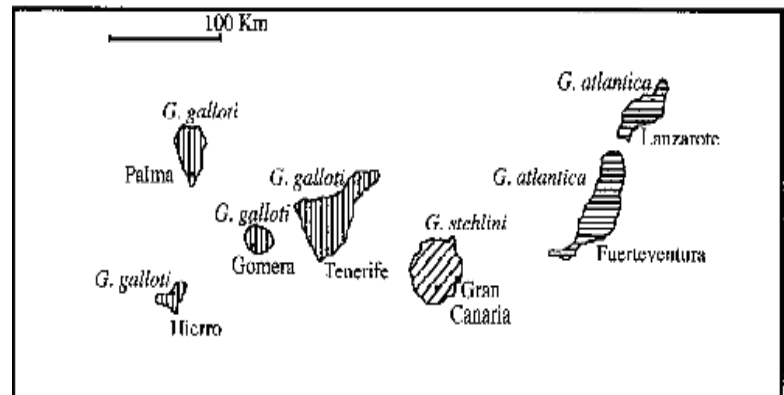 100 Km
G. galloti
Palma
G. galloti
Tenerife
G. galloti
Gomera
G. galloti
Hierro
G. stehlini
Gran
Canaria
G. atlantica
Lanzarote
G. atlantica
Fuerteventura